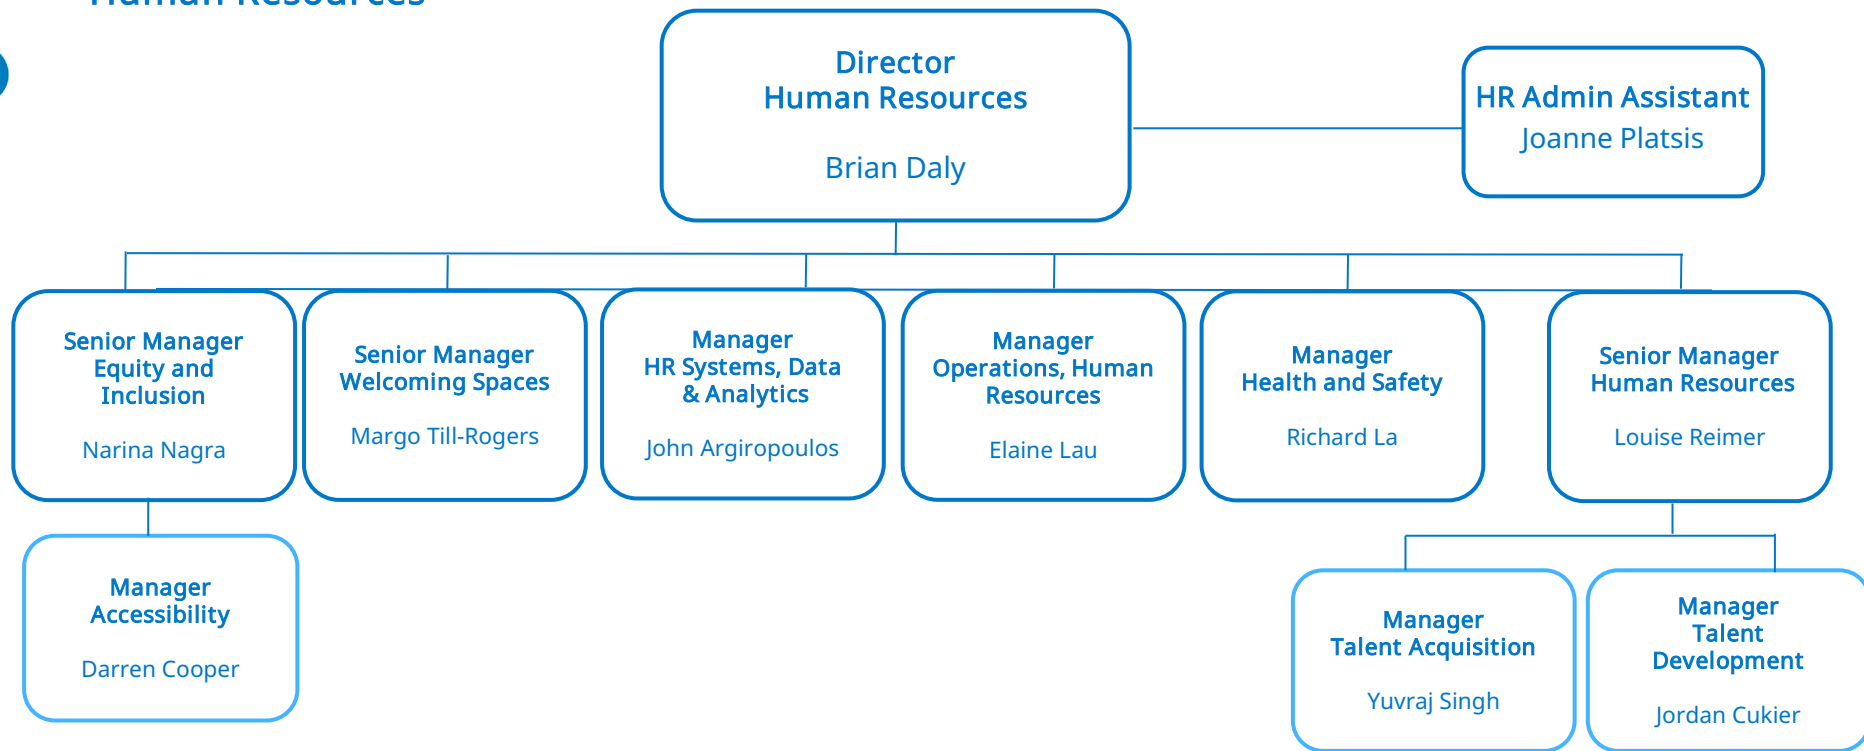 Human Resources
Director
Human Resources
Brian Daly
HR Admin Assistant
Joanne Platsis
Senior Manager
Equity and
Inclusion
Narina Nagra
Senior Manager
Welcoming Spaces
Margo Till-Rogers
Manager
HR Systems, Data
& Analytics
John Argiropoulos
Manager
Operations, Human
Resources
Elaine Lau
Manager
Health and Safety
Richard La
Senior Manager
Human Resources
Louise Reimer
Manager
Accessibility
Darren Cooper
Manager
Talent Acquisition
Yuvraj Singh
Manager
Talent
Development
Jordan Cukier